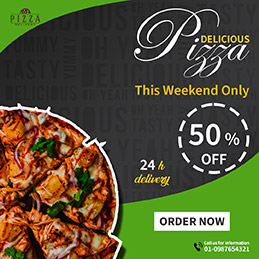 PIZZA
DELICIOUS
Pizza
This Weekend Only
50 %
OFF
24 h
delivery
ORDER NOW
Call us for information
01-0987654321